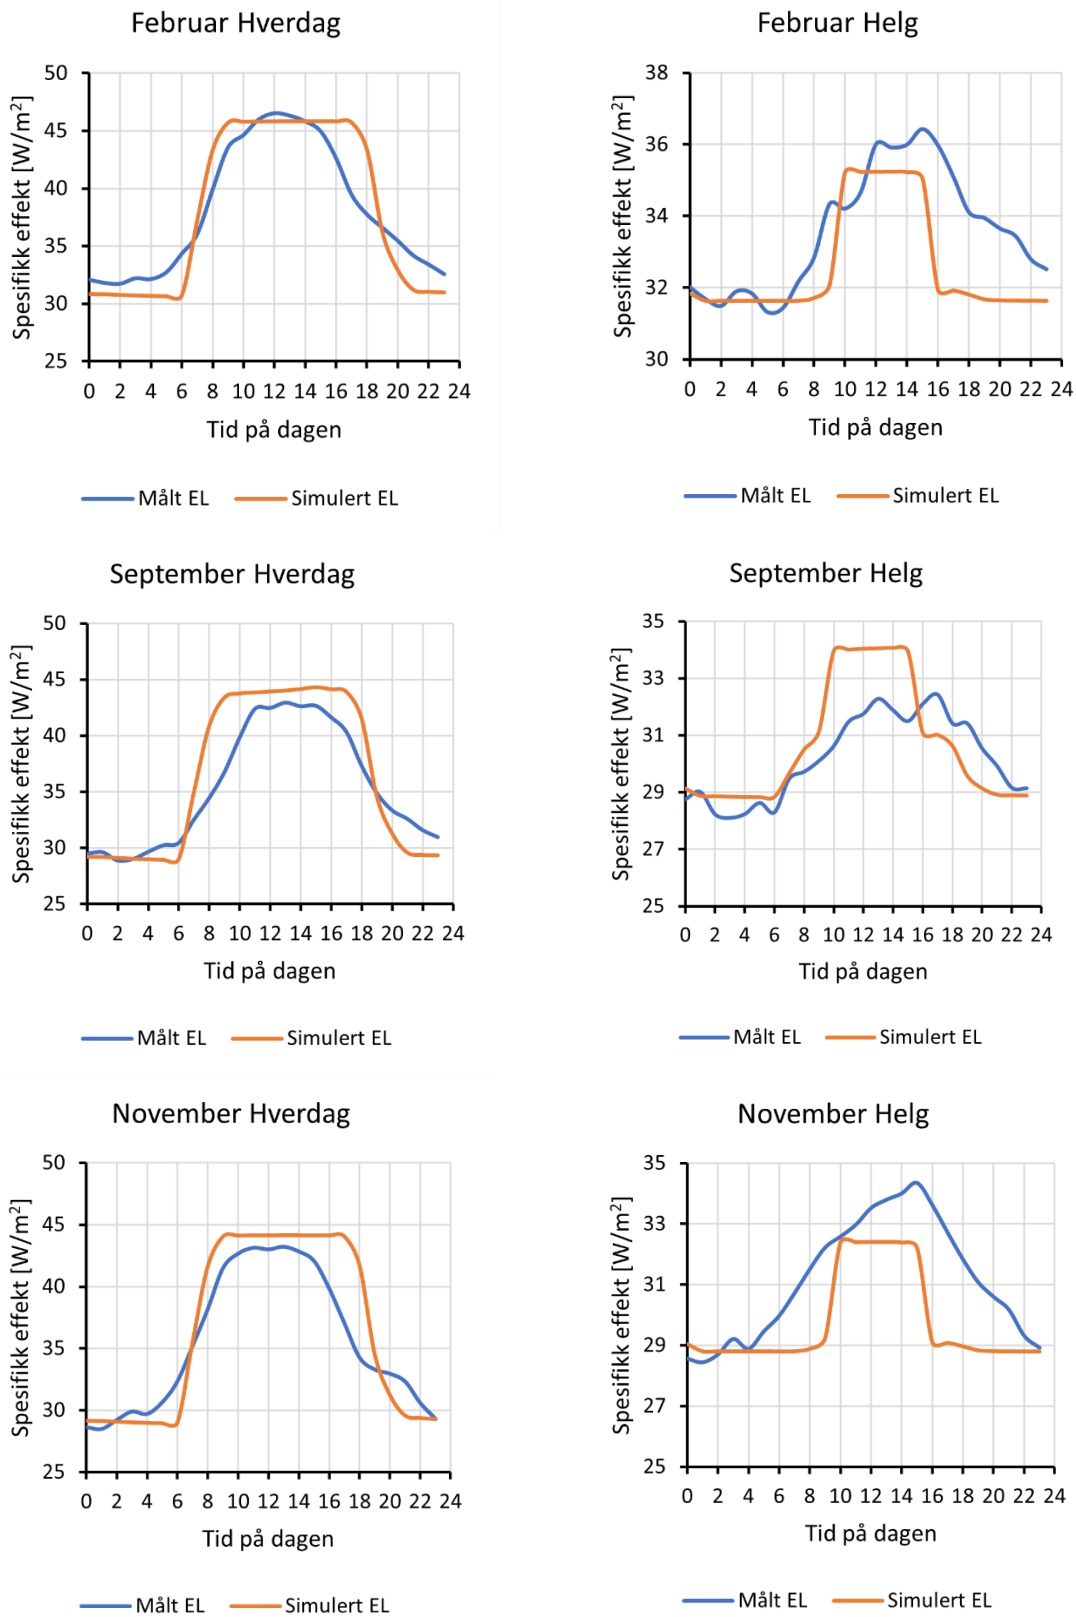 Februar Hverdag
Spesifikk effekt [W/m²]
50
45
40
35
30
25
0 2 4 6 8 10 12 14 16 18 20 22 24
Tid på dagen
Målt EL Simulert EL
Februar Helg
Spesifikk effekt [W/m²]
38
36
34
32
30
0 2 4 6 8 10 12 14 16 18 20 22 24
Tid på dagen
Målt EL Simulert EL
September Hverdag
Spesifikk effekt [W/m²]
50
45
40
35
30
25
0 2 4 6 8 10 12 14 16 18 20 22 24
Tid på dagen
Målt EL Simulert EL
September Helg
Spesifikk effekt [W/m²]
35
33
31
29
27
25
0 2 4 6 8 10 12 14 16 18 20 22 24
Tid på dagen
Målt EL Simulert EL
November Hverdag
Spesifikk effekt [W/m²]
50
45
40
35
30
25
0 2 4 6 8 10 12 14 16 18 20 22 24
Tid på dagen
Målt EL Simulert EL
November Helg
Spesifikk effekt [W/m²]
35
33
31
29
27
25
0 2 4 6 8 10 12 14 16 18 20 22 24
Tid på dagen
Målt EL Simulert EL